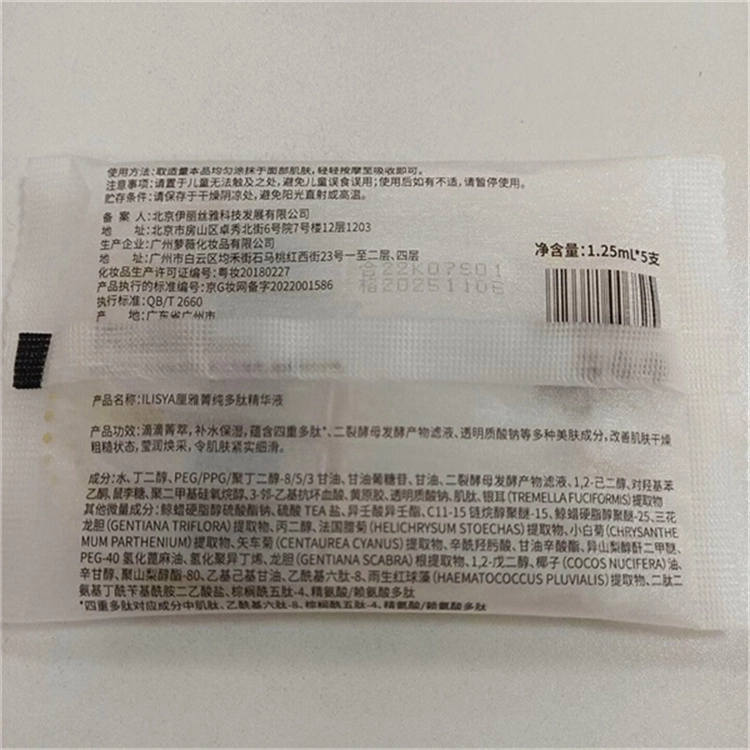 使用方法:取适量本品均匀涂抹于面部肌肤,轻轻按摩至吸收即可。
注意事项:请置于儿童无法触及之处,避免儿童误食误用;使用后如有不适,请暂停使用。
贮存条件:请保存于干燥阴凉处,避免阳光直射或高温。
备 案 人:北京伊丽丝雅科技发展有限公司
地 址:北京市房山区卓秀北街6号院7号楼12层1203
生产企业:广州梦薇化妆品有限公司
地 址:广州市白云区均禾街石马桃红西街23号一至二层、四层
化妆品生产许可证编号:粤妆20180227
产品执行的标准编号:京G妆网备字2022001586
执行标准:QB/T 2660
产 地:广东省广州市
合22K07501
格20251106
净含量:1.25mL*5支
产品名称:ILISYA厘雅菁纯多肽精华液
产品功效:滴滴菁萃,补水保湿,蕴含四重多肽*、二裂酵母发酵产物滤液、透明质酸钠等多种美肤成分,改善肌肤干燥
粗糙状态,莹润焕采,令肌肤紧实细滑。
成分:水、丁二醇、PEG/PPG/聚丁二醇-8/5/3 甘油、甘油葡糖苷、甘油、二裂酵母发酵产物滤液、1,2-己二醇、对羟基苯
乙酮、鼠李糖、聚二甲基硅氧烷醇、3-邻-乙基抗坏血酸、黄原胶、透明质酸钠、肌肽、银耳(TREMELLA FUCIFORMIS)提取物
其他微量成分:鲸蜡硬脂醇硫酸酯钠、硫酸 TEA 盐、异壬酸异壬酯、C11-15 链烷醇聚醚-15、鲸蜡硬脂醇聚醚-25、三花
龙胆(GENTIANA TRIFLORA)提取物、丙二醇、法国蜡菊(HELICHRYSUM STOECHAS)提取物、小白菊(CHRYSANTHE
MUM PARTHENIUM)提取物、矢车菊(CENTAUREA CYANUS)提取物、辛酰羟肟酸、甘油辛酸酯、异山梨醇酐二甲醚、
PEG-40 氢化蓖麻油、氢化聚异丁烯、龙胆(GENTIANA SCABRA)根提取物、1,2-戊二醇、椰子(COCOS NUCIFERA)油、
辛甘醇、聚山梨醇酯-80、乙基己基甘油、乙酰基六肽-8、雨生红球藻(HAEMATOCOCCUS PLUVIALIS)提取物、二肽二
氨基丁酰苄基酰胺二乙酸盐、棕榈酰五肽-4、精氨酸/赖氨酸多肽
*四重多肽对应成分中肌肽、乙酰基六肽-8、棕榈酰五肽-4、精氨酸/赖氨酸多肽